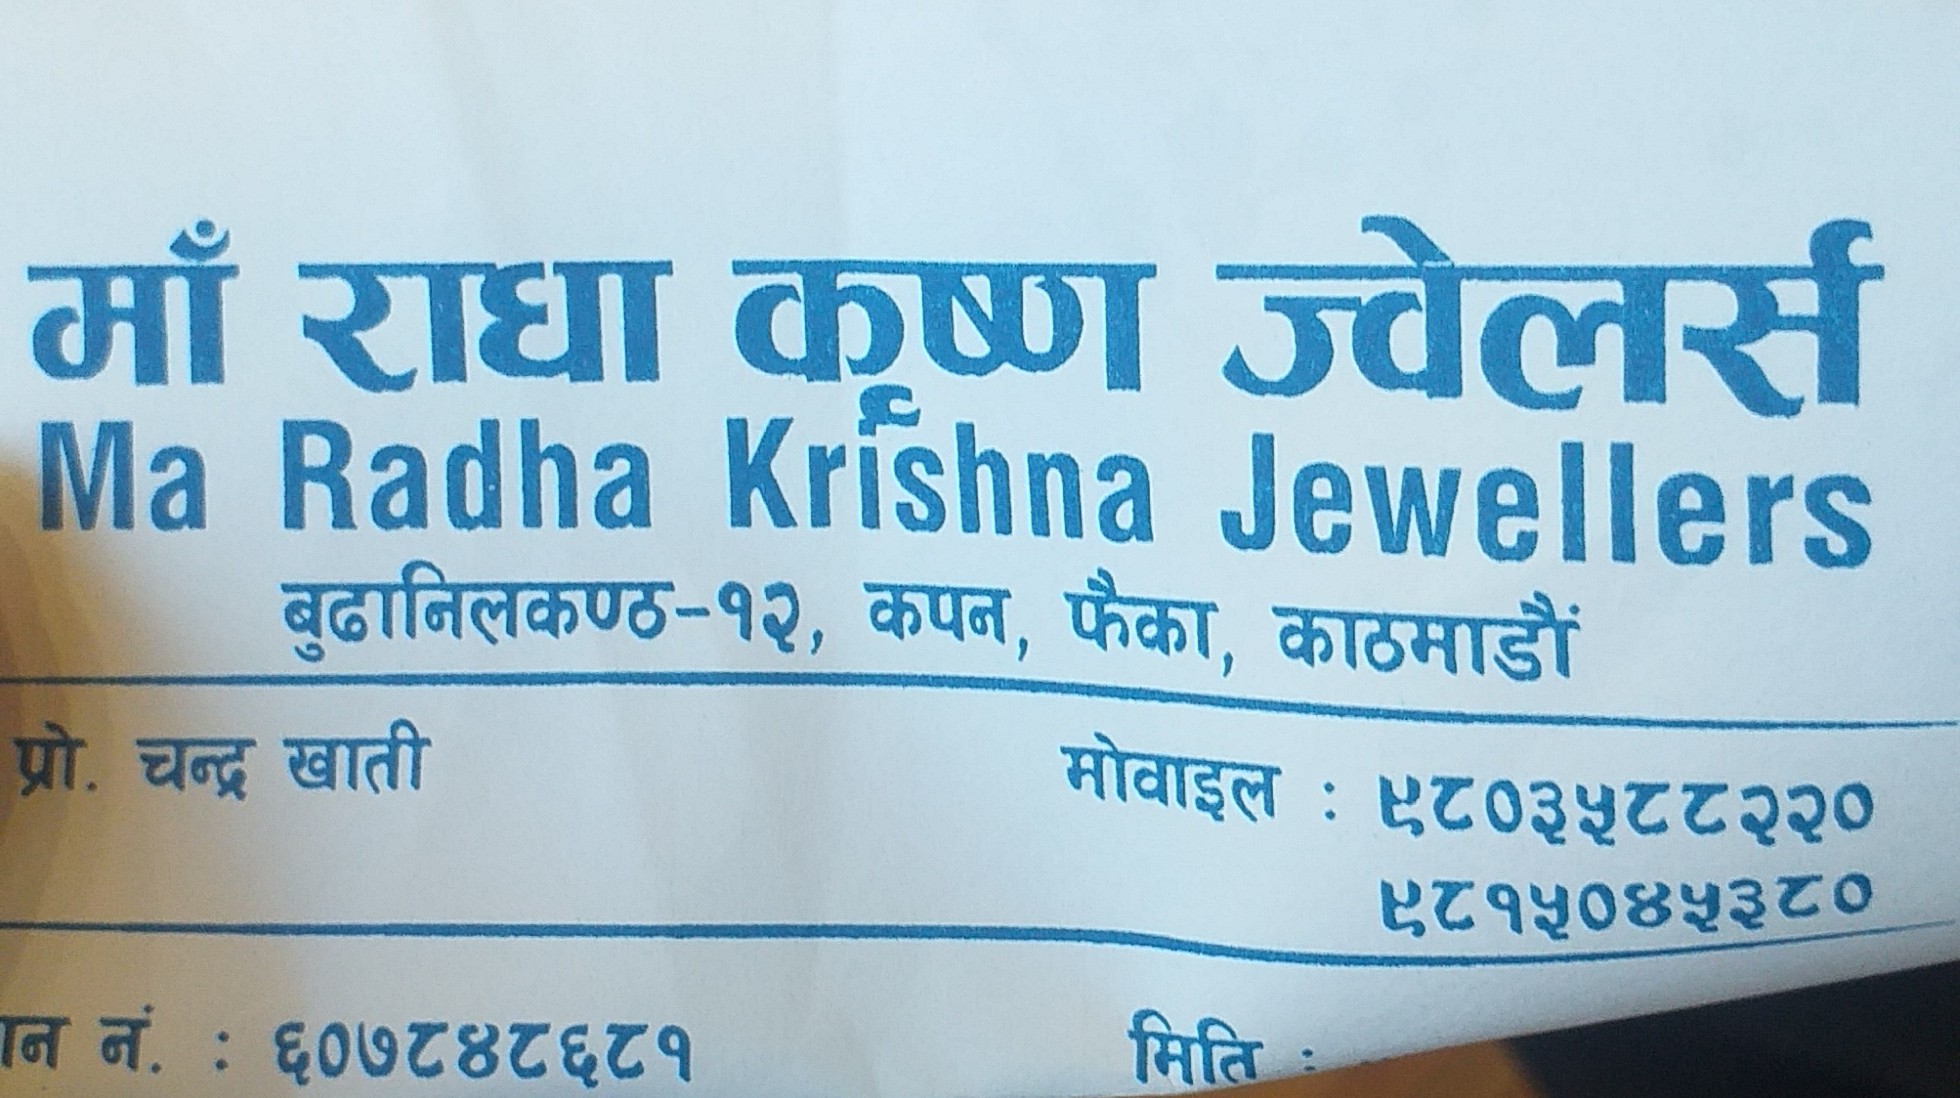 माँ राधा कृष्ण ज्वेलर्स
Ma Radha Krishna Jewellers
बुढानिलकण्ठ-१२, कपन, फैका, काठमाडौं
प्रो. चन्द्र खाती
मोवाइल : ९८०३५८८२२०
९८१५०४५३८०
नं. : ६०७८४८६८१
मिति :